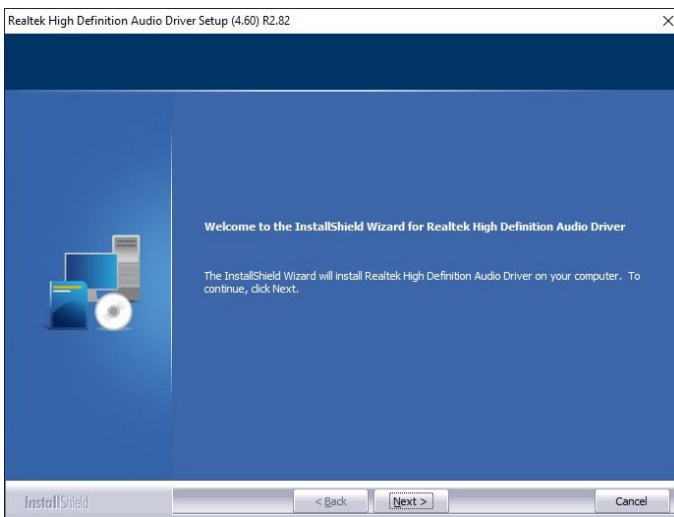 Realtek High Definition Audio Driver Setup (4.60) R2.82
Welcome to the InstallShield Wizard for Realtek High Definition Audio Driver
The InstallShield Wizard will install Realtek High Definition Audio Driver on your computer. To
continue, click Next.
InstallShield
< Back
Next >
Cancel